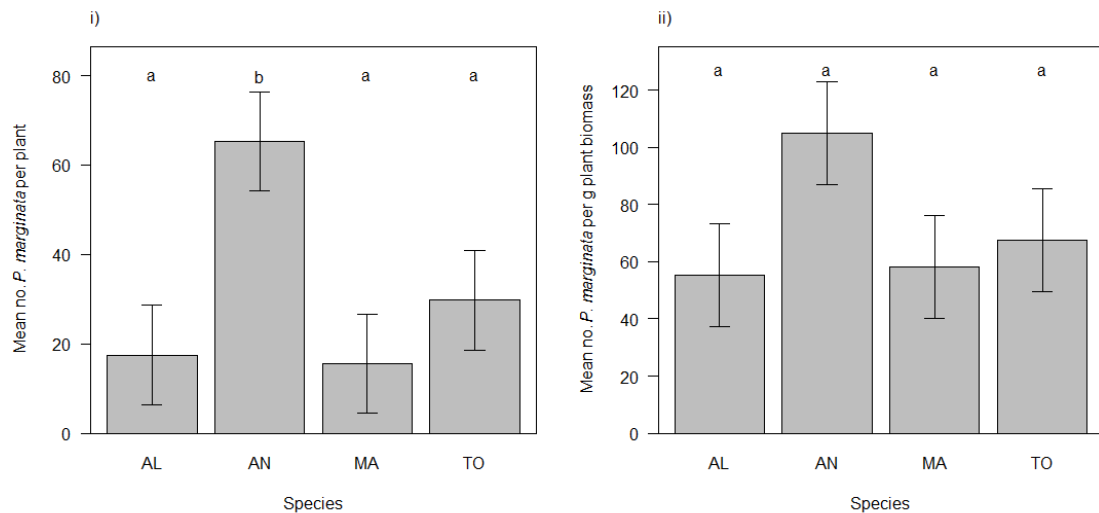 i)
Mean no. P. marginata per plant
80
60
40
20
0
a b a a
AL AN MA TO
Species
ii)
Mean no. P. marginata per g plant biomass
120
100
80
60
40
20
0
a a a a
AL AN MA TO
Species